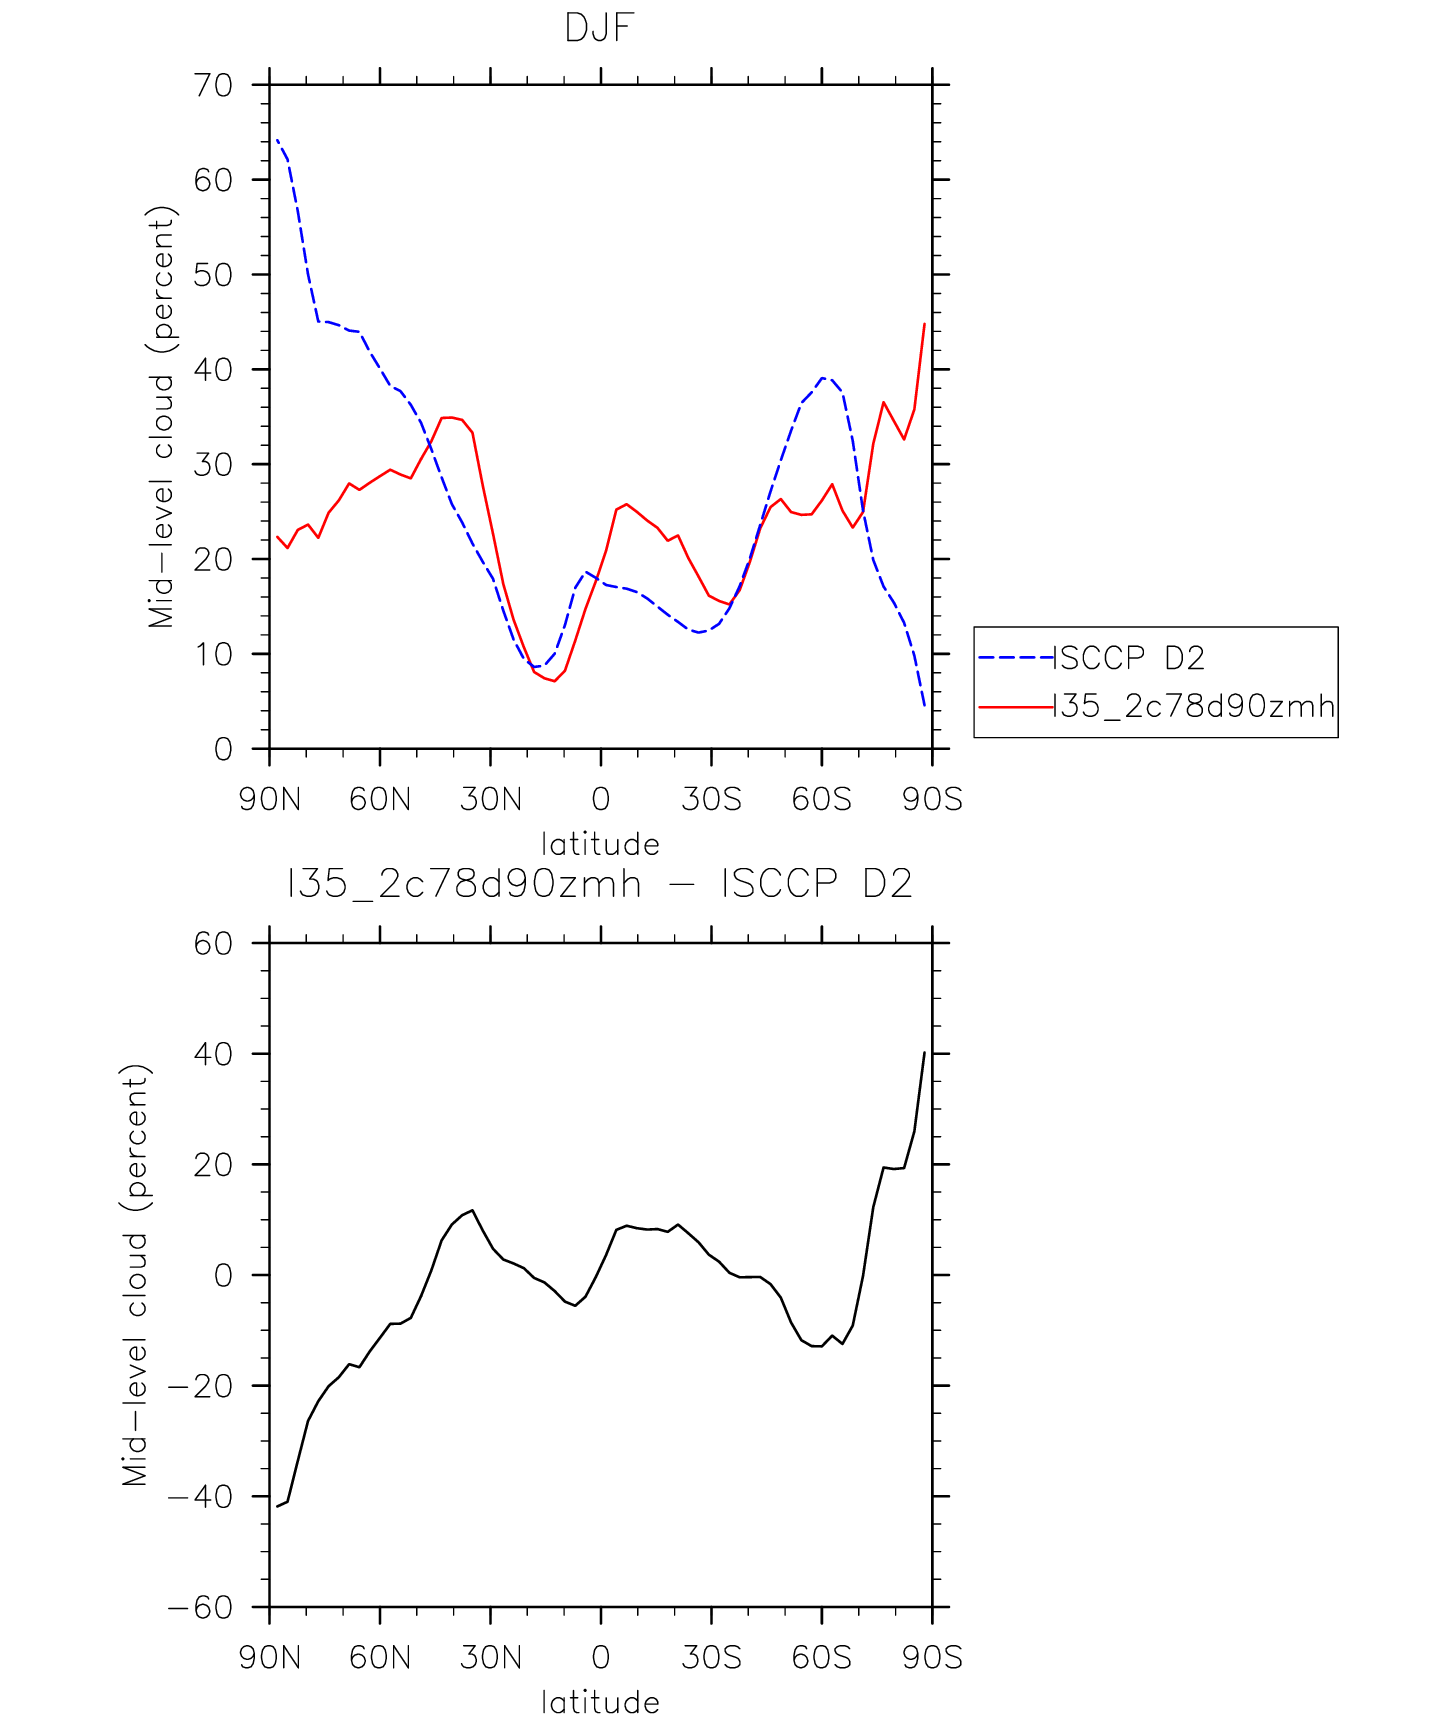 DJF
70
60
50
40
30
20
10
0
Mid-level cloud (percent)
90N 60N 30N 0 30S 60S 90S
latitude
ISCCP D2
I35_2c78d90zmh
I35_2c78d90zmh - ISCCP D2
60
40
20
0
-20
-40
-60
Mid-level cloud (percent)
90N 60N 30N 0 30S 60S 90S
latitude